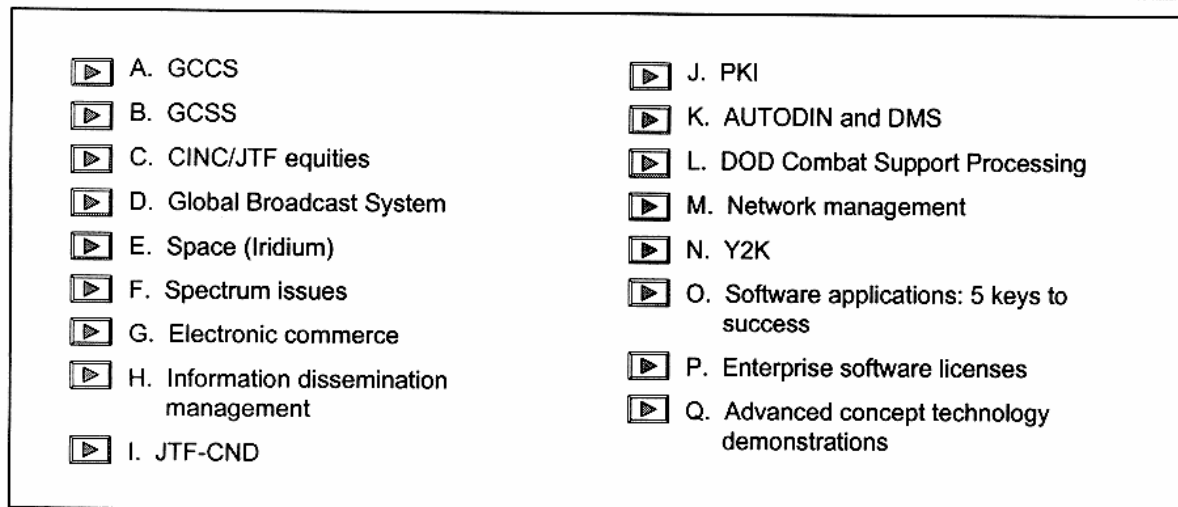 A. GCCS
B. GCSS
C. CINC/JTF equities
D. Global Broadcast System
E. Space (Iridium)
F. Spectrum issues
G. Electronic commerce
H. Information dissemination
management
I. JTF-CND
J. PKI
K. AUTODIN and DMS
L. DOD Combat Support Processing
M. Network management
N. Y2K
O. Software applications: 5 keys to
success
P. Enterprise software licenses
Q. Advanced concept technology
demonstrations